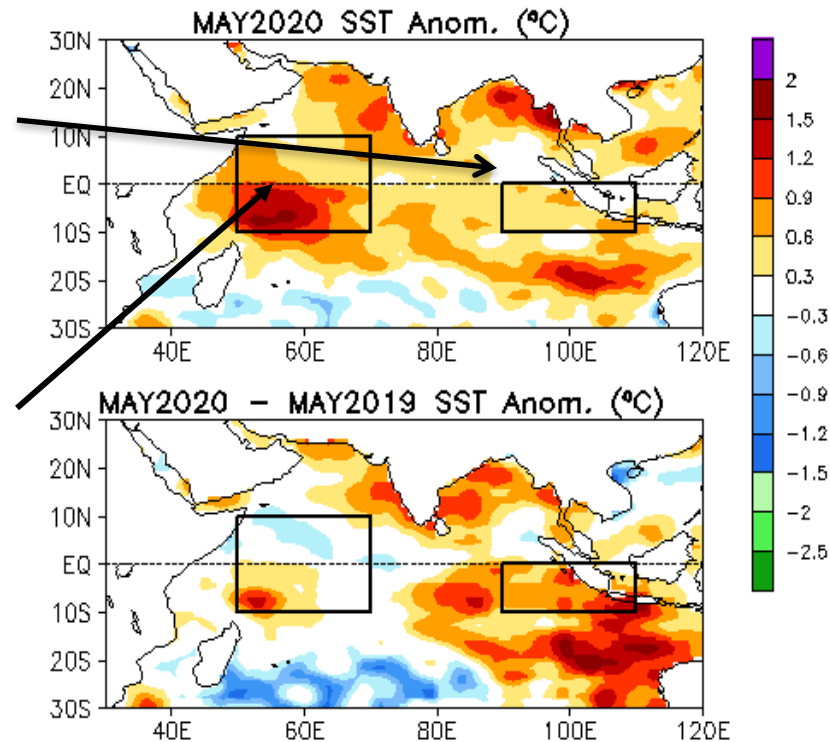 MAY2020 SST Anom. (ºC)
30N
20N
10N
EQ
10S
20S
30S
40E 60E 80E 100E 120E
MAY2020 – MAY2019 SST Anom. (ºC)
30N
20N
10N
EQ
10S
20S
30S
40E 60E 80E 100E 120E
2
1.5
1.2
0.9
0.6
0.3
-0.3
-0.6
-0.9
-1.2
-1.5
-2
-2.5